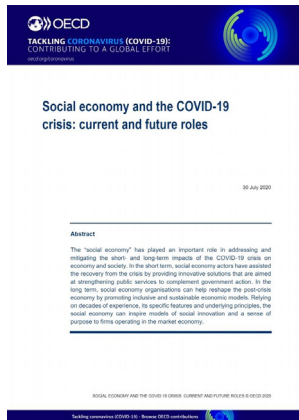 OECD
TACKLING CORONAVIRUS (COVID-19):
CONTRIBUTING TO A GLOBAL EFFORT
oecd.org/coronavirus
Social economy and the COVID-19
crisis: current and future roles
30 July 2020
Abstract
The "social economy" has played an important role in addressing and
mitigating the short- and long-term impacts of the COVID-19 crisis on
economy and society. In the short term, social economy actors have assisted
the recovery from the crisis by providing innovative solutions that are aimed
at strengthening public services to complement government action. In the
long term, social economy organisations can help reshape the post-crisis
economy by promoting inclusive and sustainable economic models. Relying
on decades of experience, its specific features and underlying principles, the
social economy can inspire models of social innovation and a sense of
purpose to firms operating in the market economy.
SOCIAL ECONOMY AND THE COVID-19 CRISIS: CURRENT AND FUTURE ROLES © OECD 2020
Tackling coronavirus (COVID-19) - Browse OECD contributions